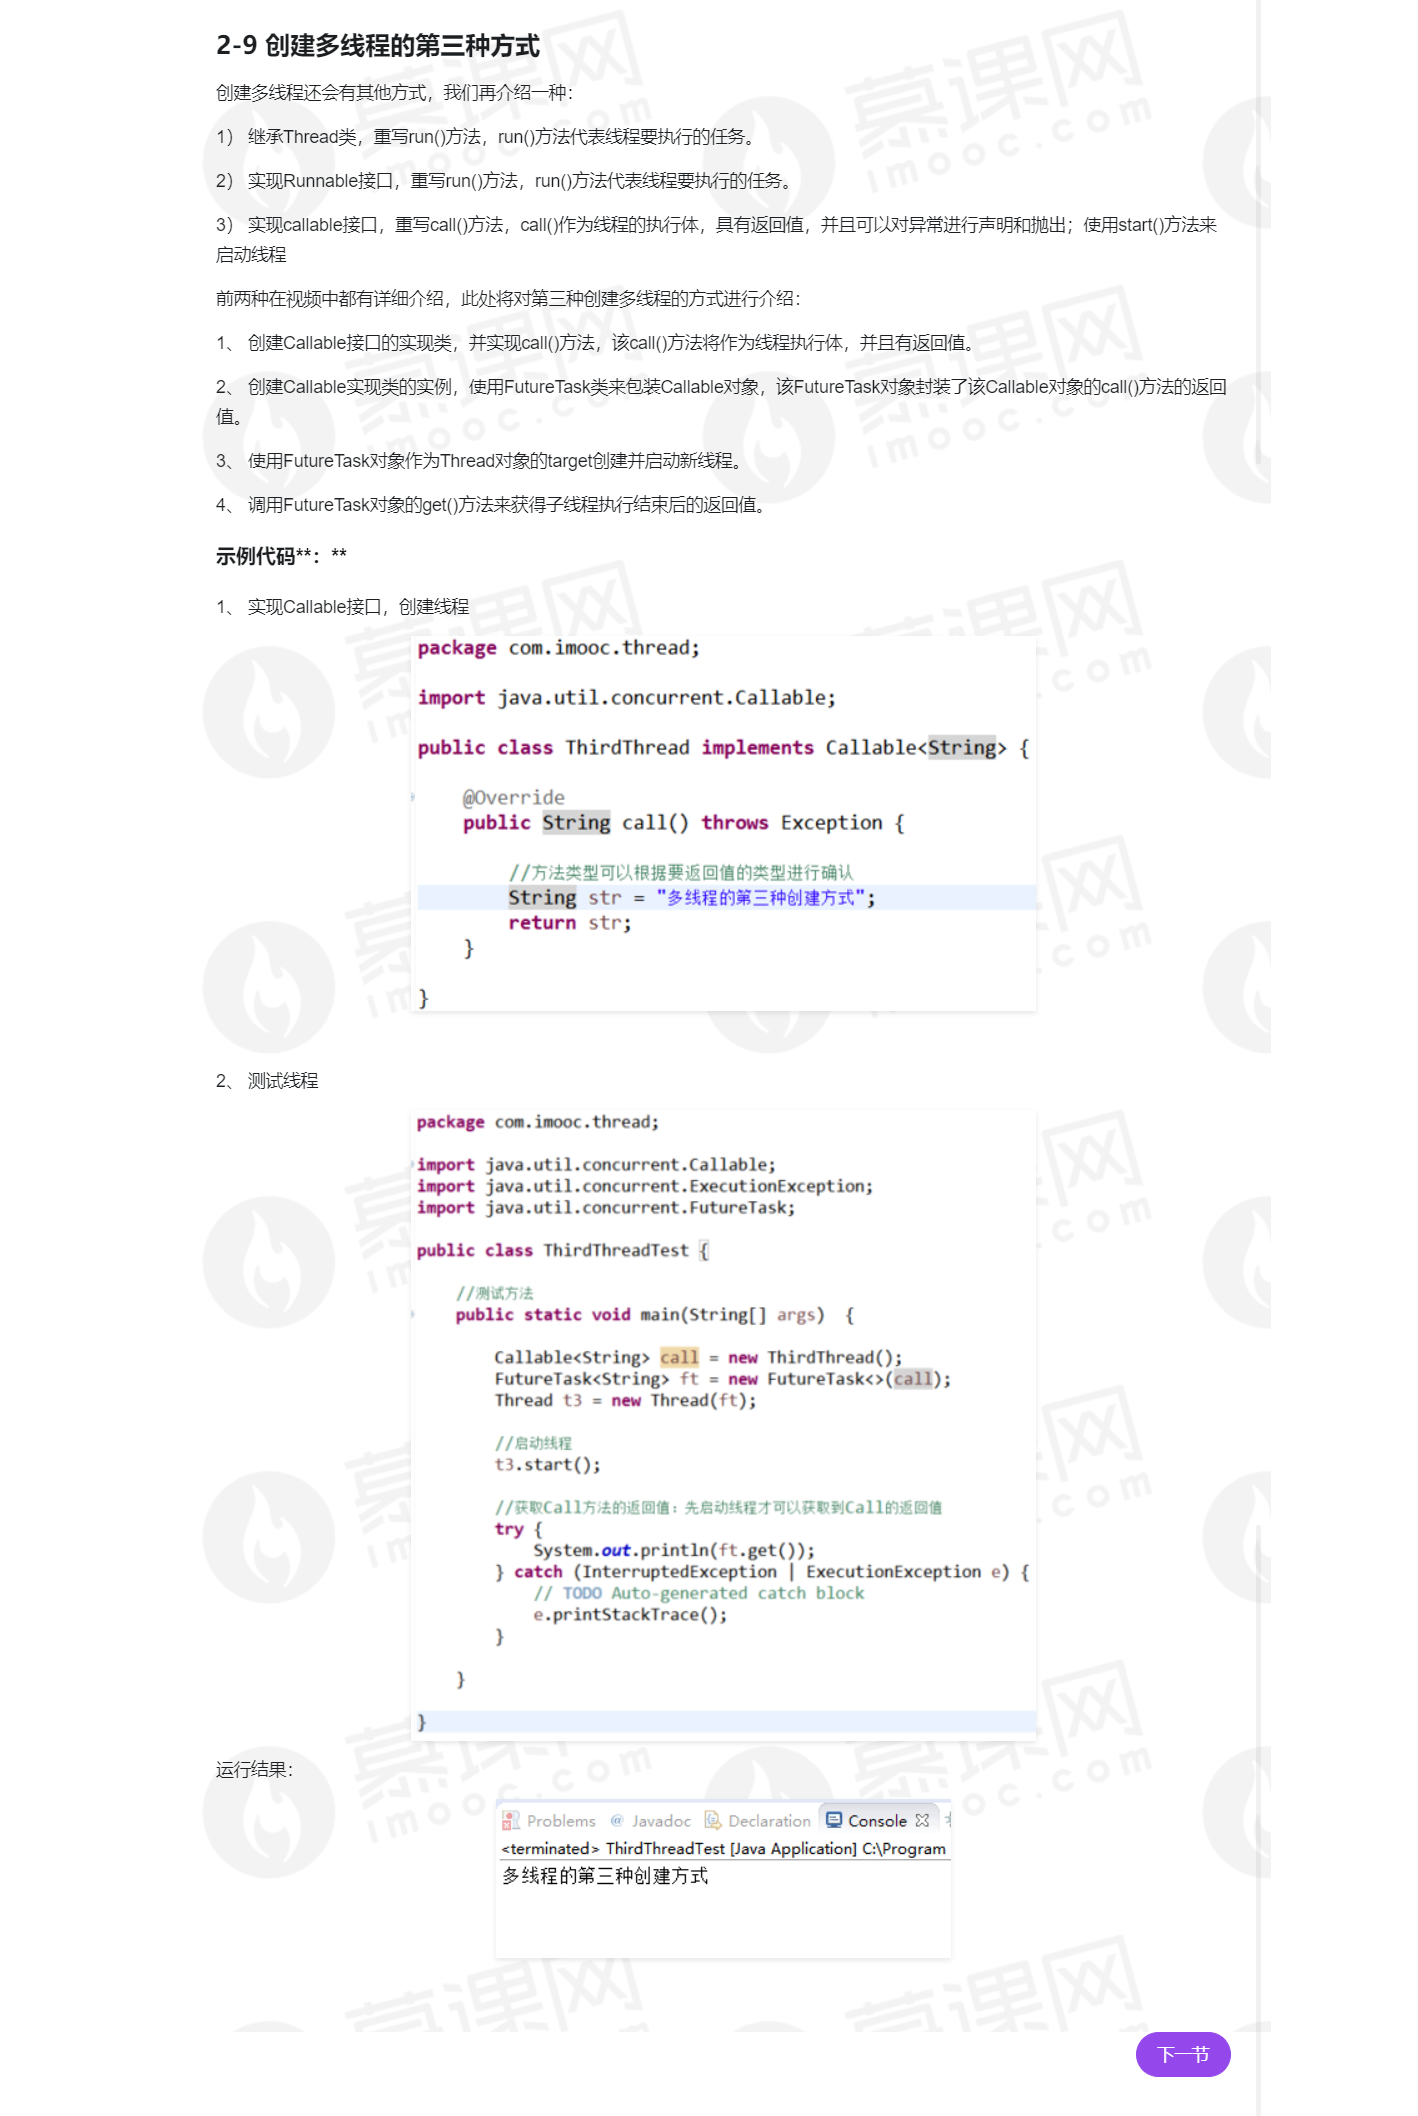 2-9 创建多线程的第三种方式
创建多线程还会有其他方式，我们再介绍一种：
1） 继承Thread类，重写run()方法，run()方法代表线程要执行的任务。
2） 实现Runnable接口，重写run()方法，run()方法代表线程要执行的任务。
3） 实现callable接口，重写call()方法，call()作为线程的执行体，具有返回值，并且可以对异常进行声明和抛出；使用start()方法来
启动线程
前两种在视频中都有详细介绍，此处将对第三种创建多线程的方式进行介绍：
1、 创建Callable接口的实现类，并实现call()方法，该call()方法将作为线程执行体，并且有返回值。
2、 创建Callable实现类的实例，使用FutureTask类来包装Callable对象，该FutureTask对象封装了该Callable对象的call()方法的返回
值。
3、 使用FutureTask对象作为Thread对象的target创建并启动新线程。
4、 调用FutureTask对象的get()方法来获得子线程执行结束后的返回值。
示例代码**：**
1、 实现Callable接口，创建线程
package com.imooc.thread;
import java.util.concurrent.Callable;
public class ThirdThread implements Callable<String> {
@Override
public String call() throws Exception {
//方法类型可以根据要返回值的类型进行确认
String str = "多线程的第三种创建方式";
return str;
}
}
2、 测试线程
package com.imooc.thread;
import java.util.concurrent.Callable;
import java.util.concurrent.ExecutionException;
import java.util.concurrent.FutureTask;
public class ThirdThreadTest {
//测试方法
public static void main(String[] args) {
Callable<String> call = new ThirdThread();
FutureTask<String> ft = new FutureTask<>(call);
Thread t3 = new Thread(ft);
//启动线程
t3.start();
//获取Call方法的返回值：先启动线程才可以获取到Call的返回值
try {
System.out.println(ft.get());
} catch (InterruptedException | ExecutionException e) {
// TODO Auto-generated catch block
e.printStackTrace();
}
}
}
运行结果：
Problems @ Javadoc Declaration Console
<terminated> ThirdThreadTest [Java Application] C:\Program
多线程的第三种创建方式
下一节
慕课网
imooc.com